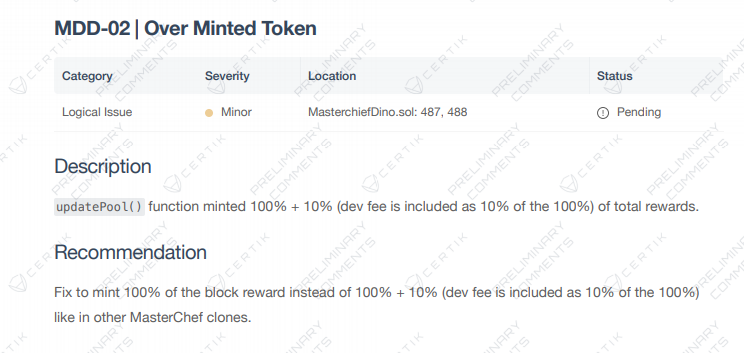 MDD-02 | Over Minted Token
Category Severity Location Status
Logical Issue Minor MasterchiefDino.sol: 487, 488 Pending
Description
updatePool() function minted 100% + 10% (dev fee is included as 10% of the 100%) of total rewards.
Recommendation
Fix to mint 100% of the block reward instead of 100% + 10% (dev fee is included as 10% of the 100%)
like in other MasterChef clones.
CERTIK
PRELIMINARY
COMMENTS